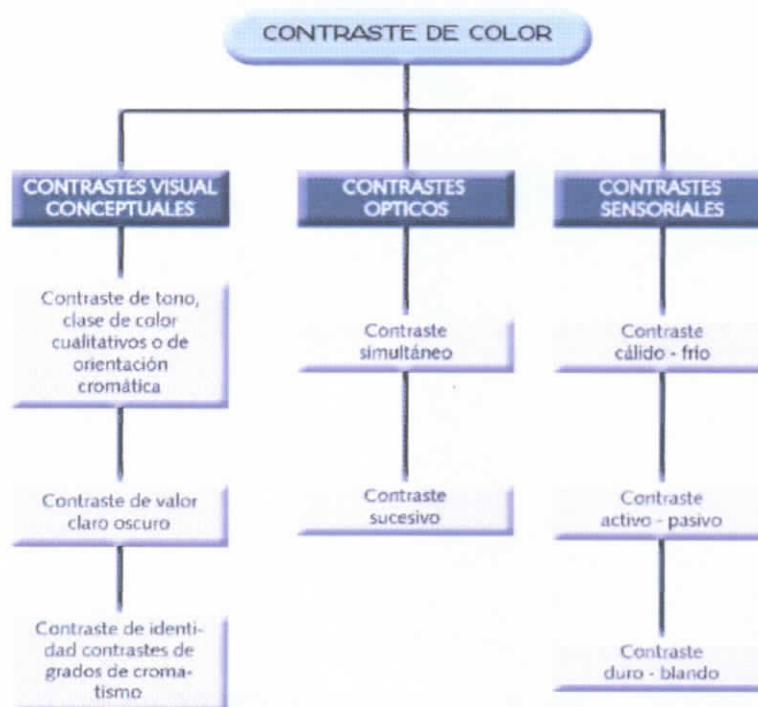 CONTRASTE DE COLOR
CONTRASTES VISUAL
CONCEPTUALES
Contraste de tono,
clase de color
cualitativos o de
orientación
cromática
Contraste de valor
claro oscuro
Contraste de identi-
dad contrastes de
grados de croma-
tismo
CONTRASTES
OPTICOS
Contraste
simultáneo
Contraste
sucesivo
CONTRASTES
SENSORIALES
Contraste
cálido - frío
Contraste
activo - pasivo
Contraste
duro - blando